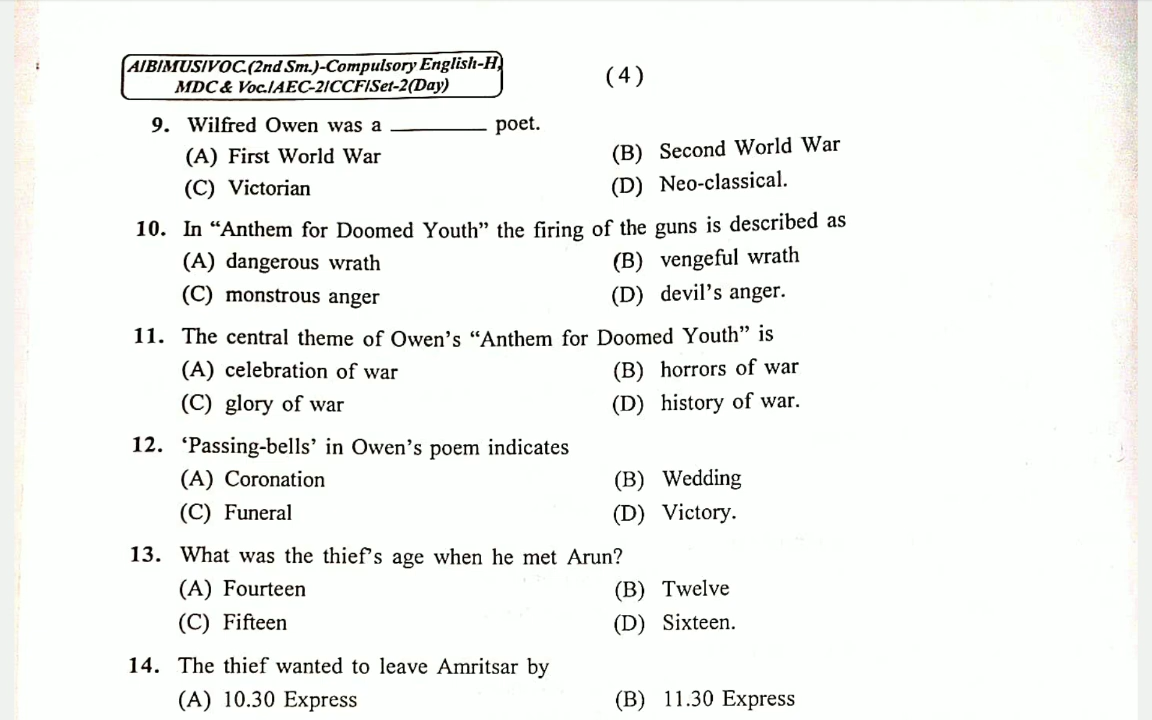 A/B/MUS/VOC.(2nd Sm.)-Compulsory English-H,
MDC & Voc./AEC-2/CCF/Set-2(Day)
(4)
9. Wilfred Owen was a ________ poet.
(A) First World War (B) Second World War
(C) Victorian (D) Neo-classical.
10. In “Anthem for Doomed Youth” the firing of the guns is described as
(A) dangerous wrath (B) vengeful wrath
(C) monstrous anger (D) devil’s anger.
11. The central theme of Owen’s “Anthem for Doomed Youth” is
(A) celebration of war (B) horrors of war
(C) glory of war (D) history of war.
12. ‘Passing-bells’ in Owen’s poem indicates
(A) Coronation (B) Wedding
(C) Funeral (D) Victory.
13. What was the thief’s age when he met Arun?
(A) Fourteen (B) Twelve
(C) Fifteen (D) Sixteen.
14. The thief wanted to leave Amritsar by
(A) 10.30 Express (B) 11.30 Express